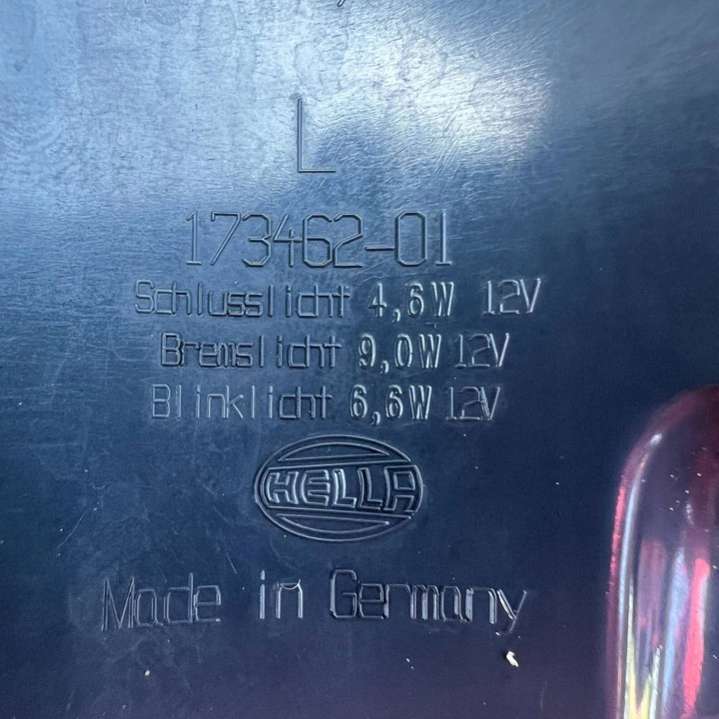 L
173462-01
Schlusslicht 4,6W 12V
Bremslicht 9,0W 12V
Blinklicht 6,6W 12V
HELLA
Made in Germany